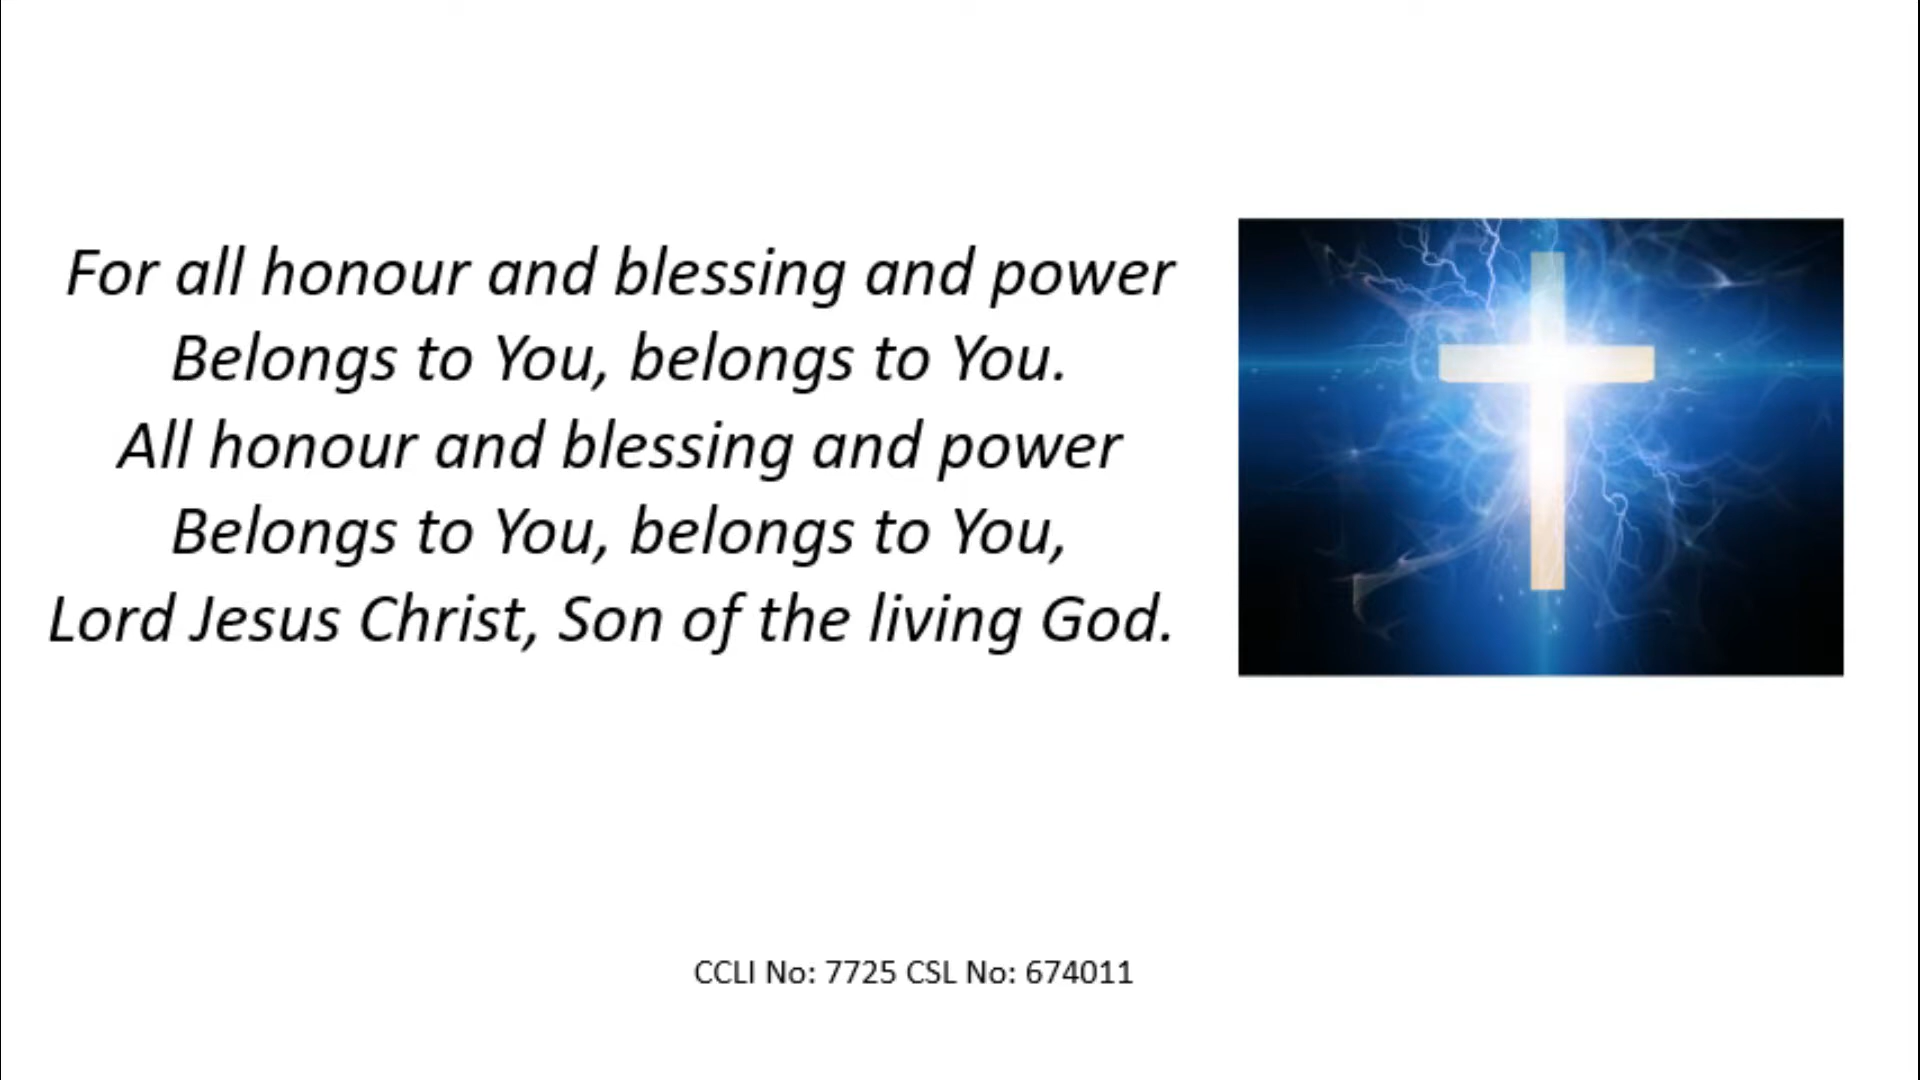 For all honour and blessing and power
Belongs to You, belongs to You.
All honour and blessing and power
Belongs to You, belongs to You,
Lord Jesus Christ, Son of the living God.
CCLI No: 7725 CSL No: 674011